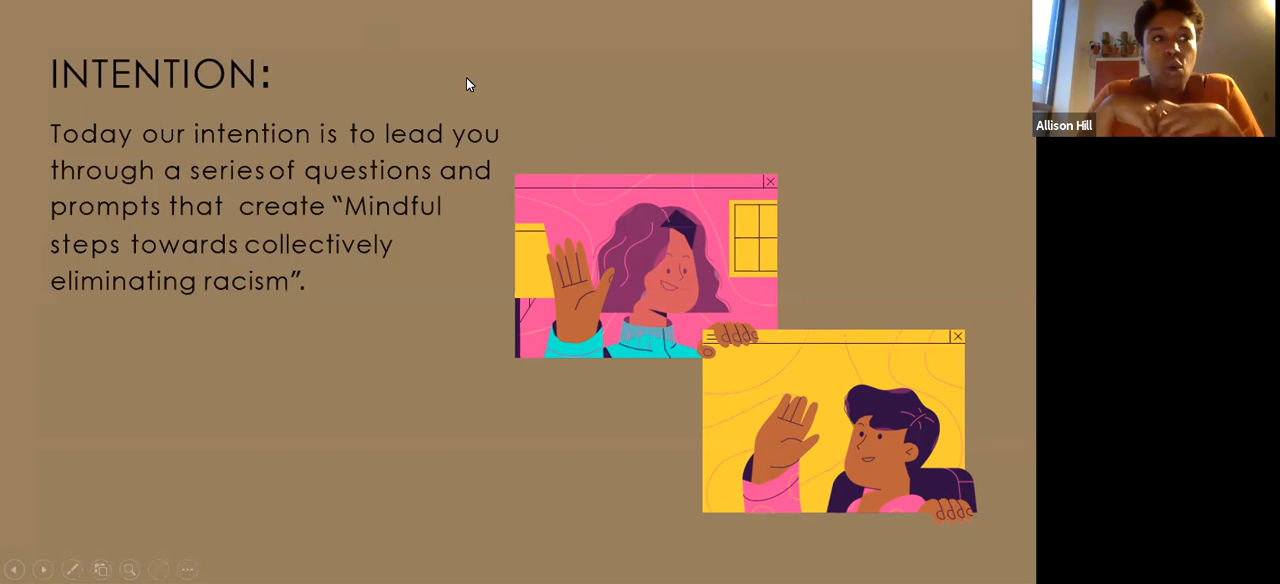 INTENTION:
Today our intention is to lead you
through a series of questions and
prompts that create “Mindful
steps towards collectively
eliminating racism”.
Allison Hill